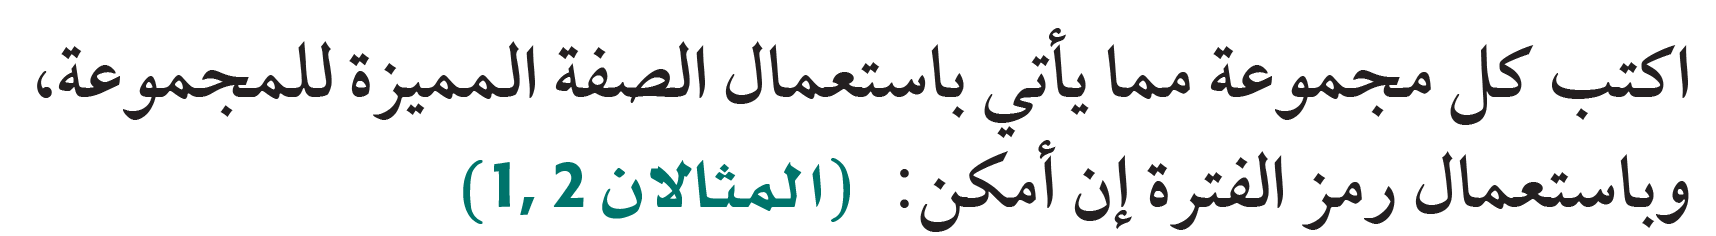 اكتب كل مجموعة مما يأتي باستعمال الصفة المميزة للمجموعة،
وباستعمال رمز الفترة إن أمكن: (المثالان 2 ,1)